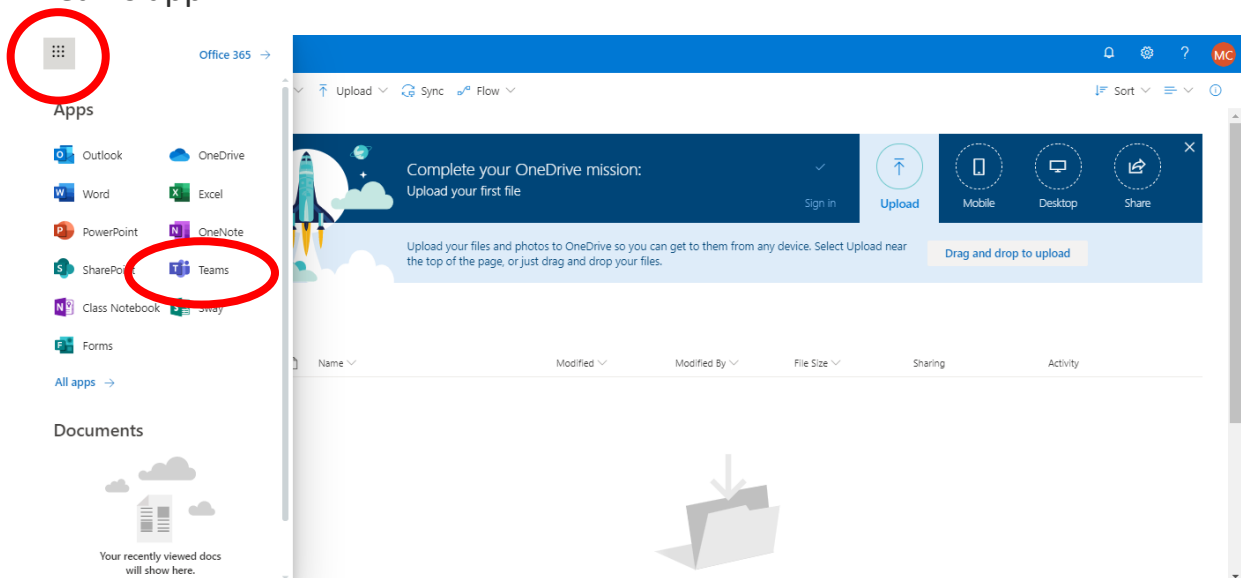 Office 365 →
MC
Upload Sync Flow
Sort
Apps
Outlook OneDrive
Word Excel
PowerPoint OneNote
SharePoint Teams
Class Notebook Sway
Forms
All apps →
Documents
Your recently viewed docs
will show here.
Complete your OneDrive mission:
Upload your first file
Sign in Upload Mobile Desktop Share
Upload your files and photos to OneDrive so you can get to them from any device. Select Upload near
the top of the page, or just drag and drop your files.
Drag and drop to upload
Name Modified Modified By File Size Sharing Activity